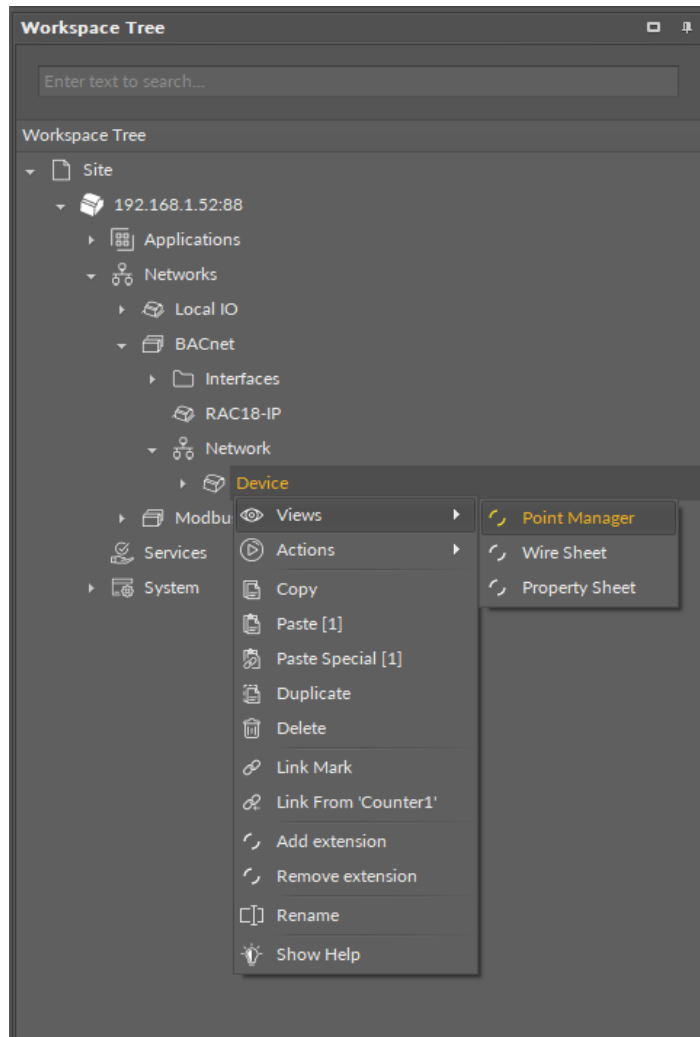 Workspace Tree
Enter text to search...
Workspace Tree
Site
192.168.1.52:88
Applications
Networks
Local IO
BACnet
Interfaces
RAC18-IP
Network
Device
Modbu
Services
System
Views
Actions
Copy
Paste [1]
Paste Special [1]
Duplicate
Delete
Link Mark
Link From 'Counter1'
Add extension
Remove extension
Rename
Show Help
Point Manager
Wire Sheet
Property Sheet